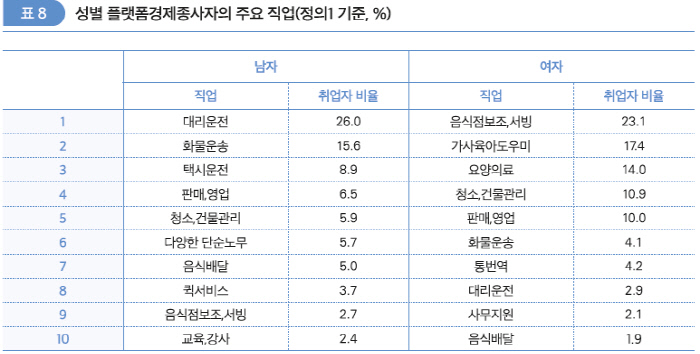 표 8 성별 플랫폼경제종사자의 주요 직업(정의1 기준, %)
남자 여자
직업 취업자 비율 직업 취업자 비율
1 대리운전 26.0 음식점보조,서빙 23.1
2 화물운송 15.6 가사육아도우미 17.4
3 택시운전 8.9 요양의료 14.0
4 판매,영업 6.5 청소,건물관리 10.9
5 청소,건물관리 5.9 판매,영업 10.0
6 다양한 단순노무 5.7 화물운송 4.1
7 음식배달 5.0 통번역 4.2
8 퀵서비스 3.7 대리운전 2.9
9 음식점보조,서빙 2.7 사무지원 2.1
10 교육,강사 2.4 음식배달 1.9